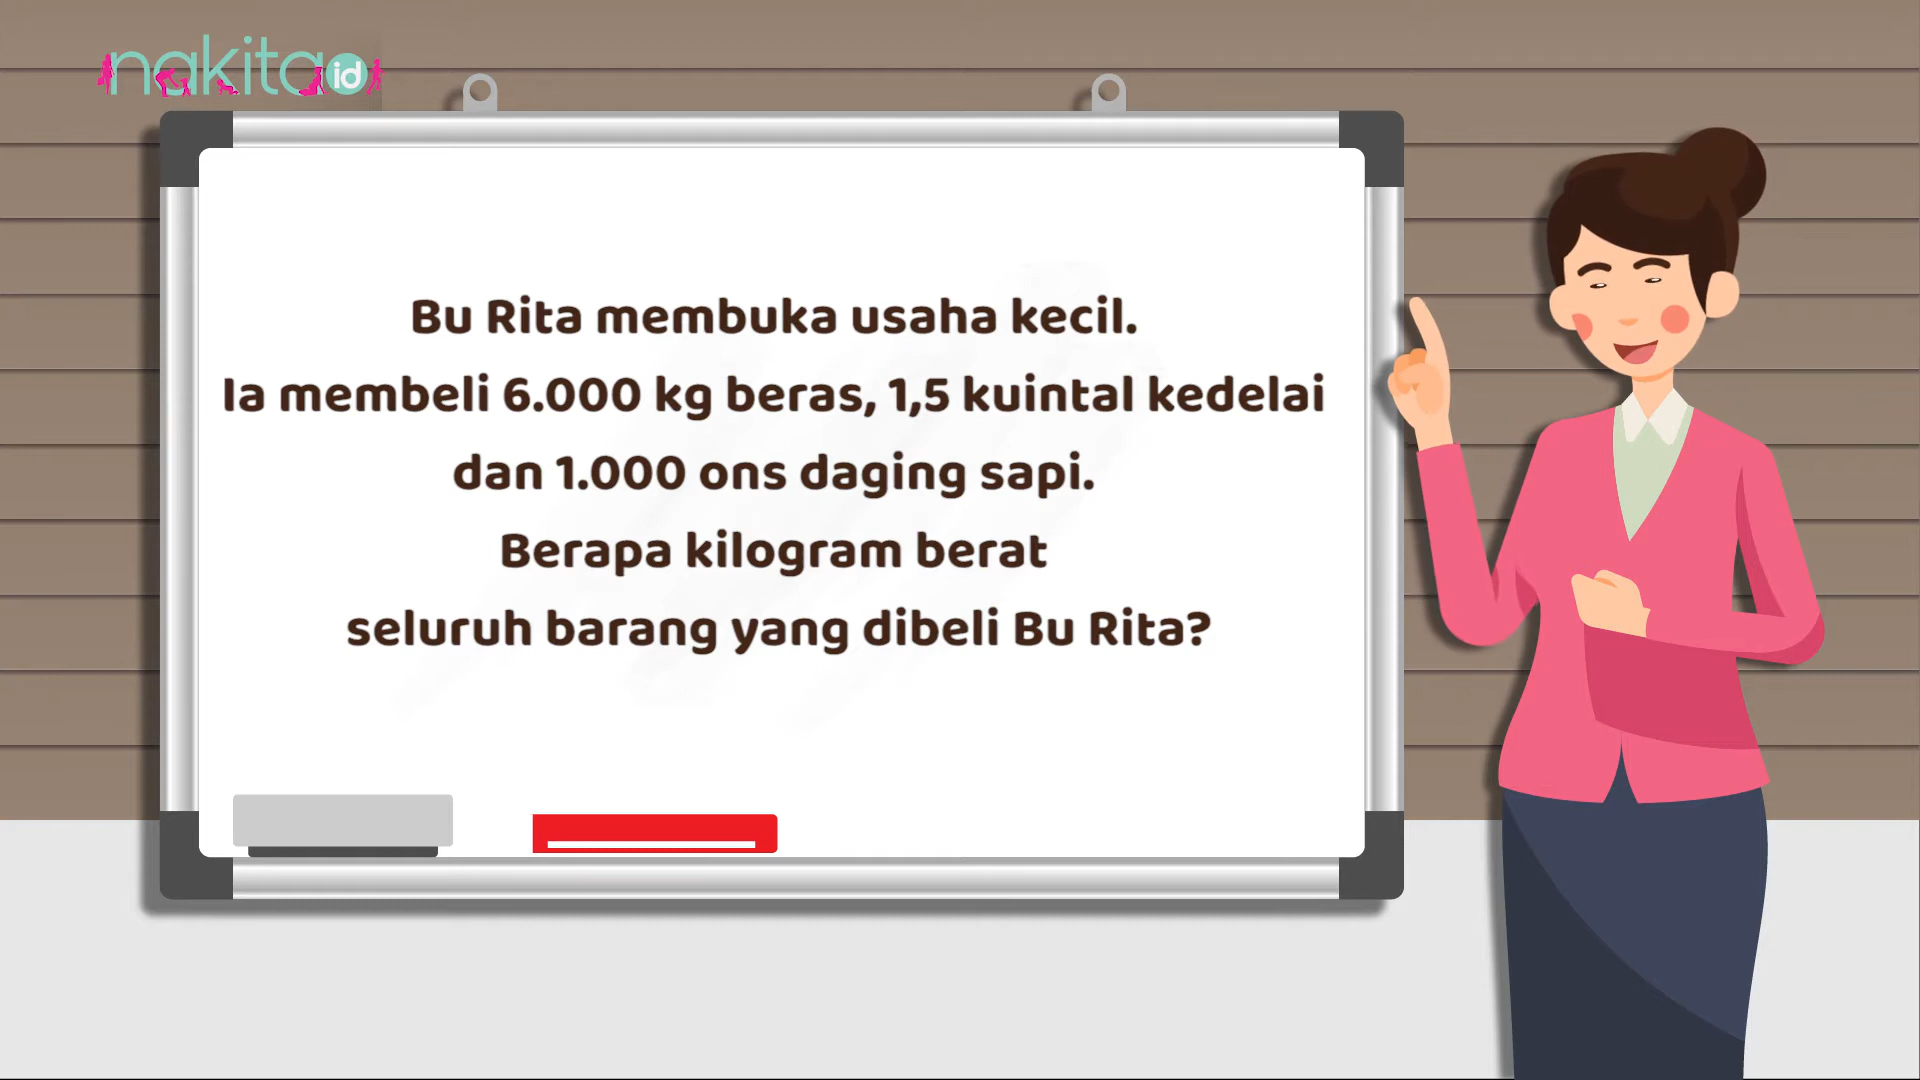 nakita id
Bu Rita membuka usaha kecil.
Ia membeli 6.000 kg beras, 1,5 kuintal kedelai
dan 1.000 ons daging sapi.
Berapa kilogram berat
seluruh barang yang dibeli Bu Rita?